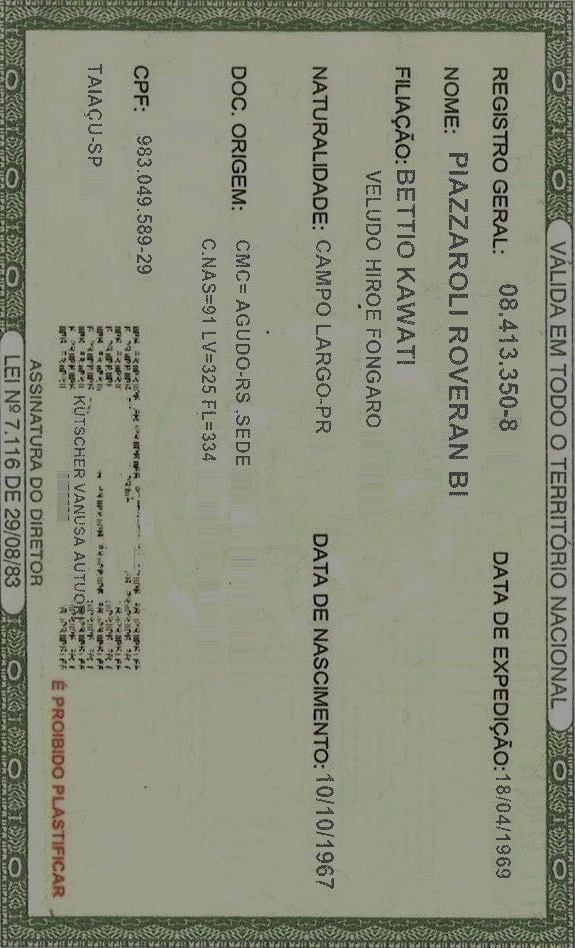 VÁLIDA EM TODO O TERRITÓRIO NACIONAL
REGISTRO GERAL: 08.413.350-8 DATA DE EXPEDIÇÃO: 18/04/1969
NOME: PIAZZAROLI ROVERAN BI
FILIAÇÃO: BETTIO KAWATI
VELUDO HIROE FONGARO
NATURALIDADE: CAMPO LARGO-PR DATA DE NASCIMENTO: 10/10/1967
DOC. ORIGEM: CMC= AGUDO-RS ,SEDE
C.NAS=91 LV=325 FL=334
CPF: 983.049.589-29
TAIAÇU-SP
KUTSCHER VANUSA
É PROIBIDO PLASTIFICAR
ASSINATURA DO DIRETOR
LEI Nº 7.116 DE 29/08/83